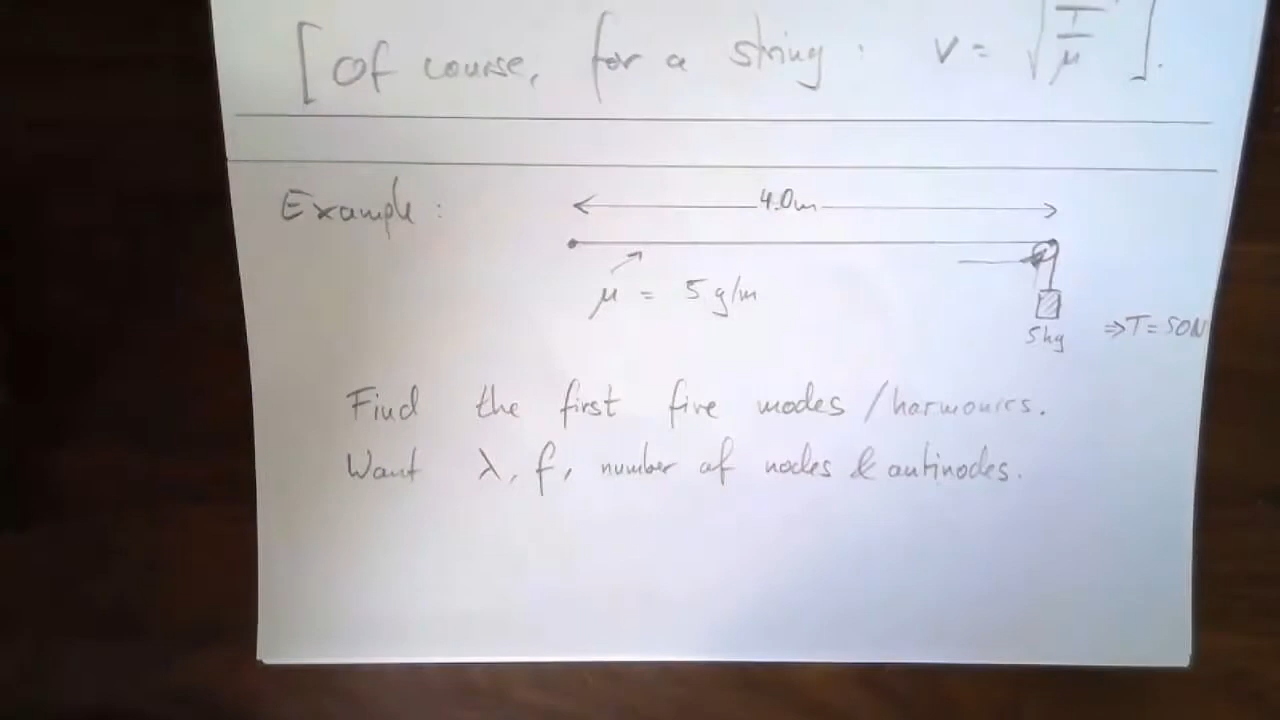 [Of course, for a string: v = √T/μ ].
Example:
4.0m
μ = 5 g/m
5kg
⇒T=50N
Find the first five modes/harmonics.
Want λ, f, number of nodes & antinodes.